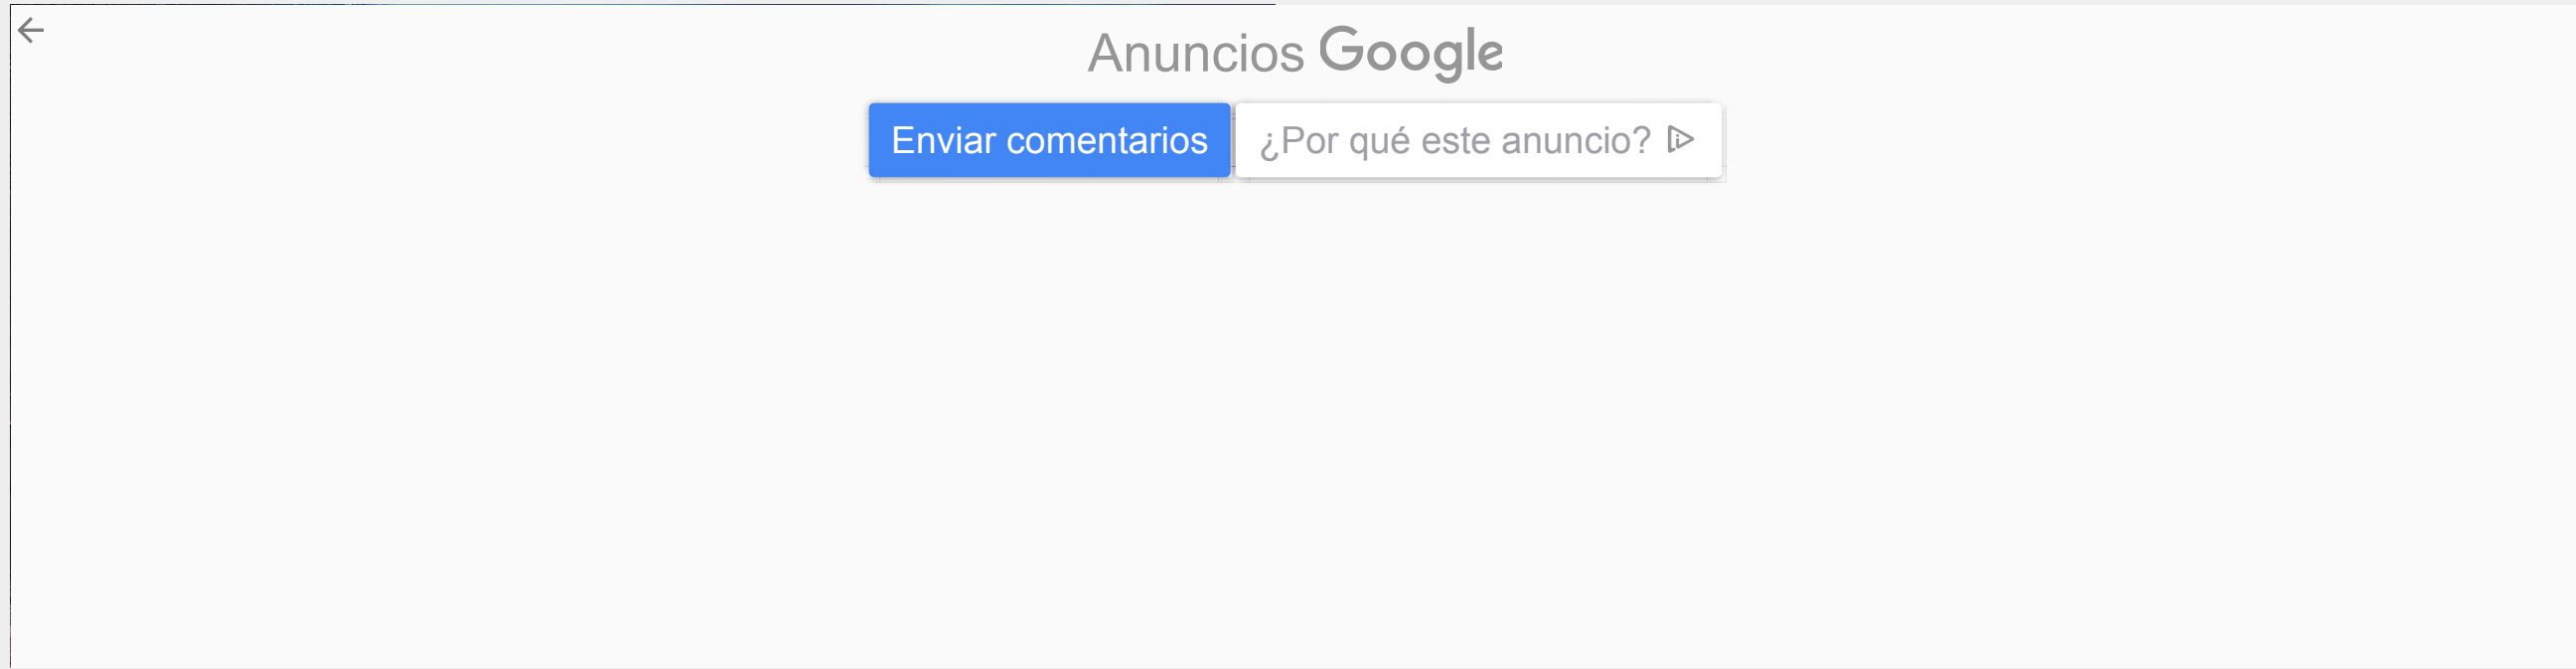 Anuncios Google
Enviar comentarios
¿Por qué este anuncio?